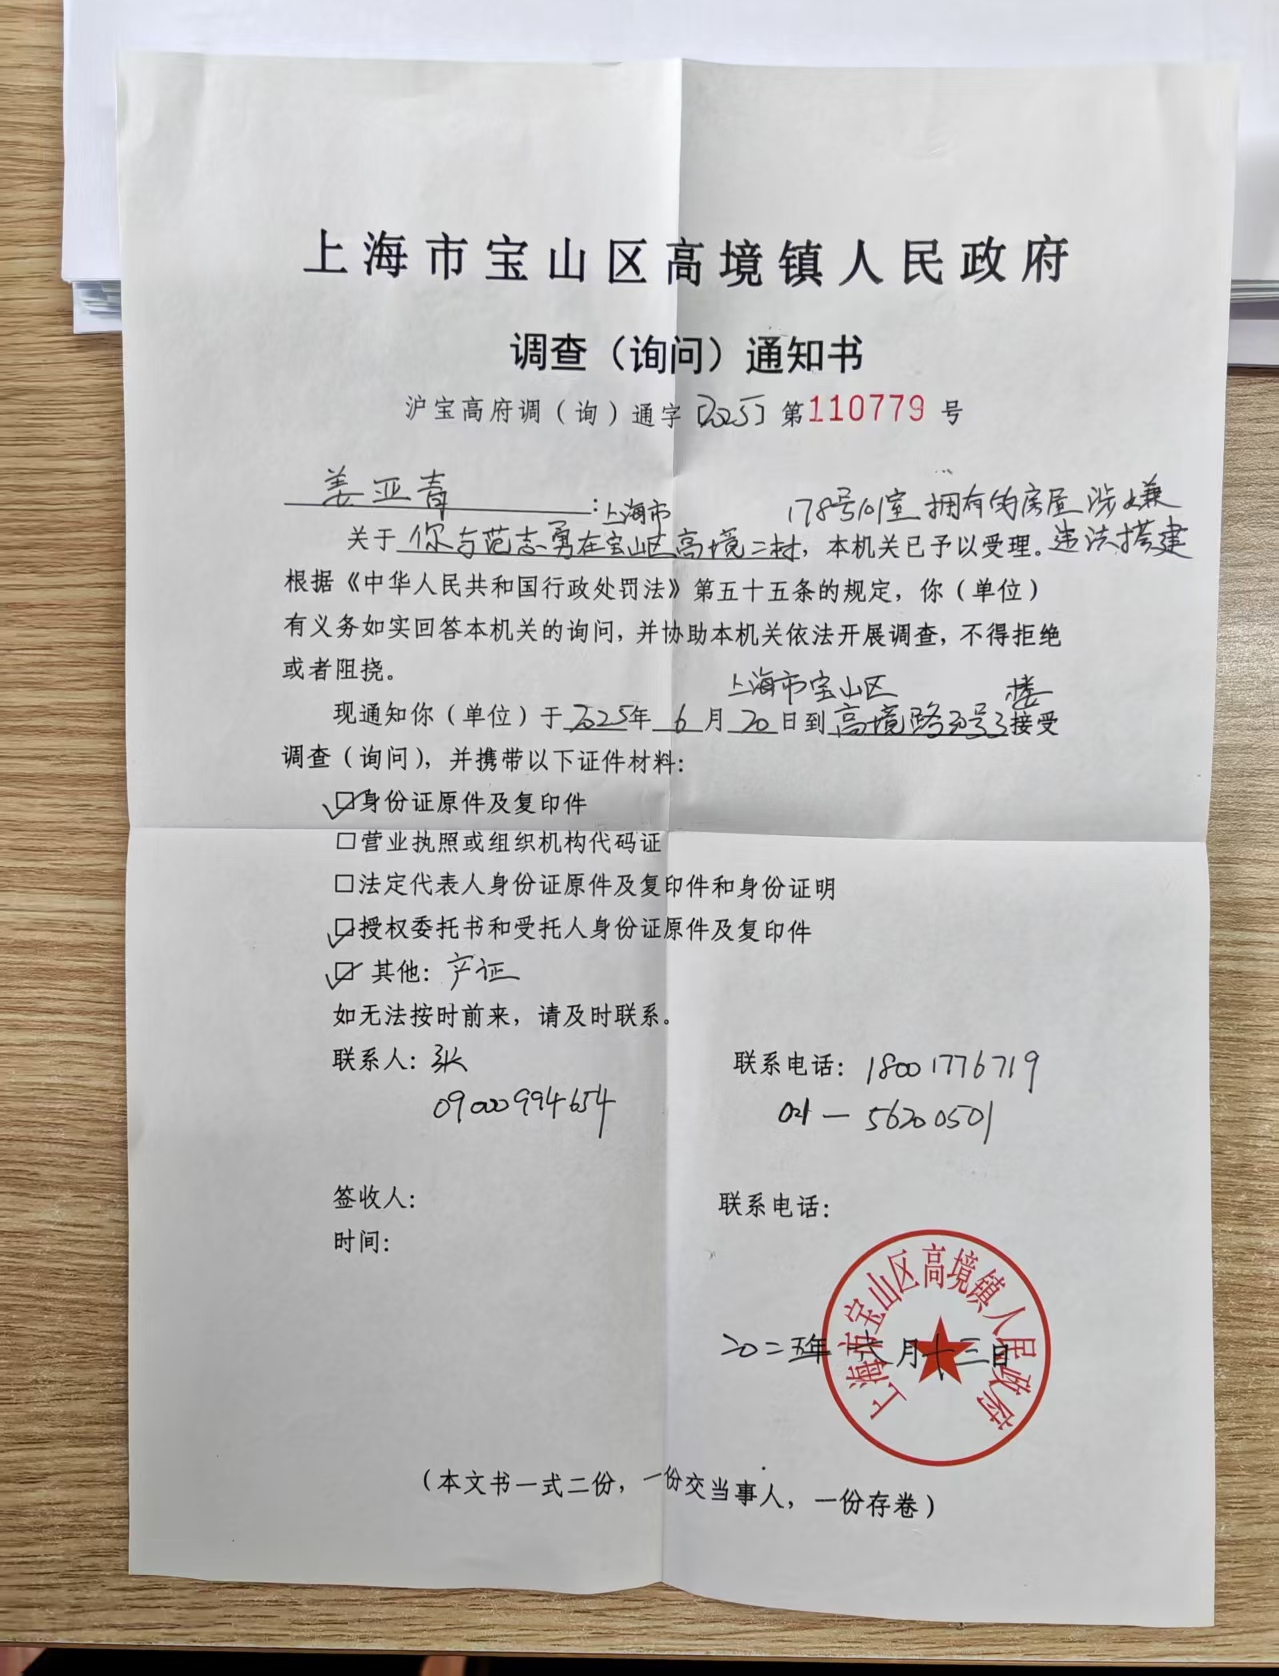 上海市宝山区高境镇人民政府
调查（询问）通知书
沪宝高府调（询）通字〔2025〕第110779号
姜亚青：上海市 178号101室 拥有的房屋涉嫌
关于你与范志勇在宝山区高境二村，本机关已予以受理。违法搭建
根据《中华人民共和国行政处罚法》第五十五条的规定，你（单位）
有义务如实回答本机关的询问，并协助本机关依法开展调查，不得拒绝
或者阻挠。
上海市宝山区 楼
现通知你（单位）于2025年6月20日到高境路30号3接受
调查（询问），并携带以下证件材料：
☑身份证原件及复印件
□营业执照或组织机构代码证
□法定代表人身份证原件及复印件和身份证明
☑授权委托书和受托人身份证原件及复印件
☑ 其他：产证
如无法按时前来，请及时联系。
联系人：张 联系电话：18001776719
09000994654 021－56200501
签收人： 联系电话：
时间：
上海市宝山区高境镇人民政府
二〇二五年六月十三日
（本文书一式二份，一份交当事人，一份存卷）